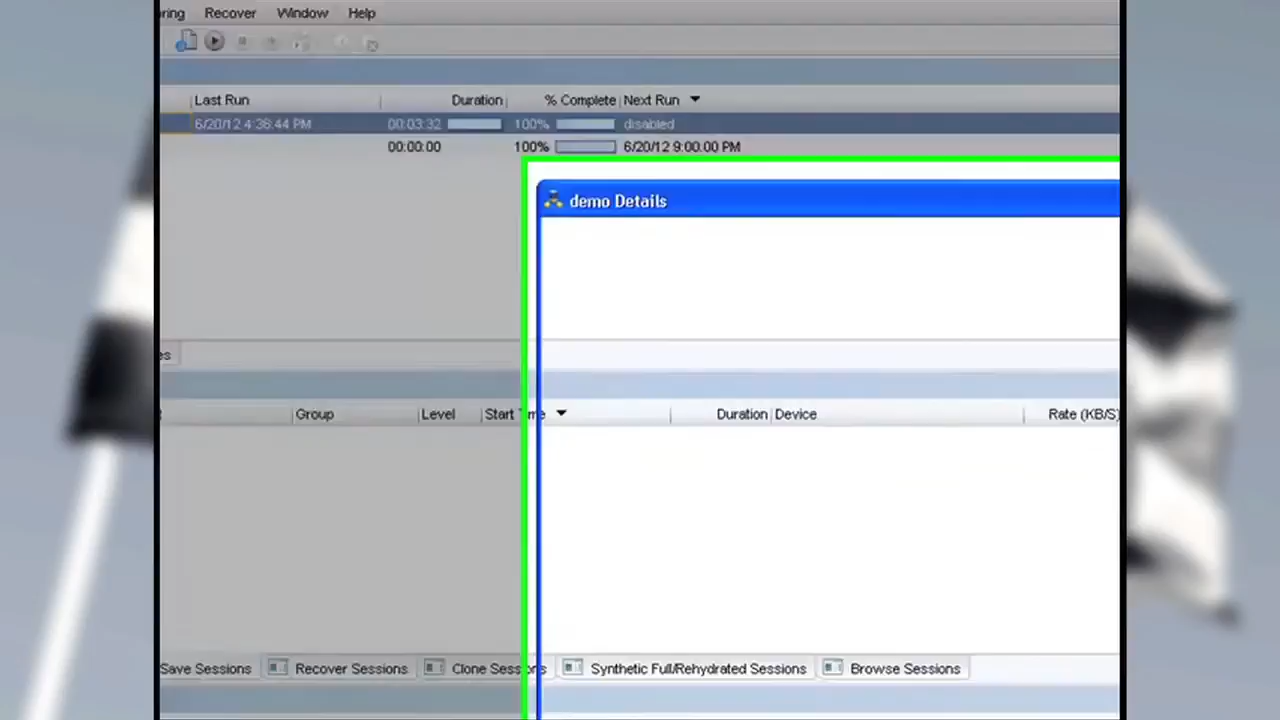 ring Recover Window Help
Last Run Duration % Complete Next Run
6/20/12 4:36:44 PM 00:03:32 100% disabled
00:00:00 100% 6/20/12 9:00:00 PM
demo Details
es
Group Level Start Time Duration Device Rate (KB/S)
Save Sessions Recover Sessions Clone Sessions Synthetic Full/Rehydrated Sessions Browse Sessions